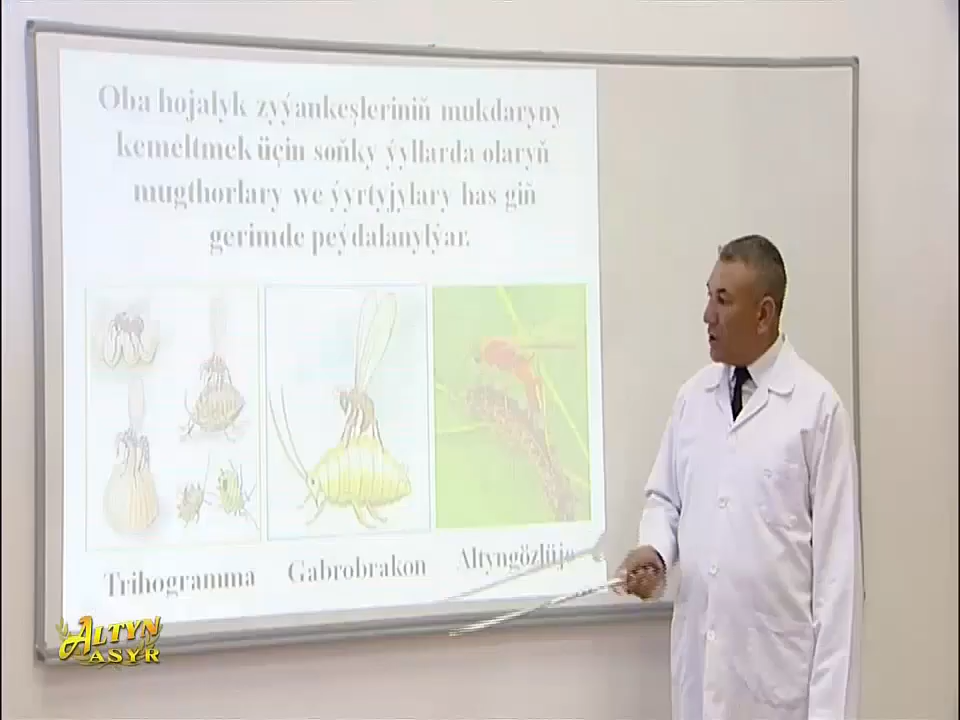 Oba hojalyk zyýankeşleriniň mukdaryny
kemeltmek üçin soňky ýyllarda olaryň
mugthorlary we ýyrtyjylary has giň
gerimde peýdalanylýar.
Trihogramma
Gabrobrakon
Altyngözlüje
ALTYN
ASYR